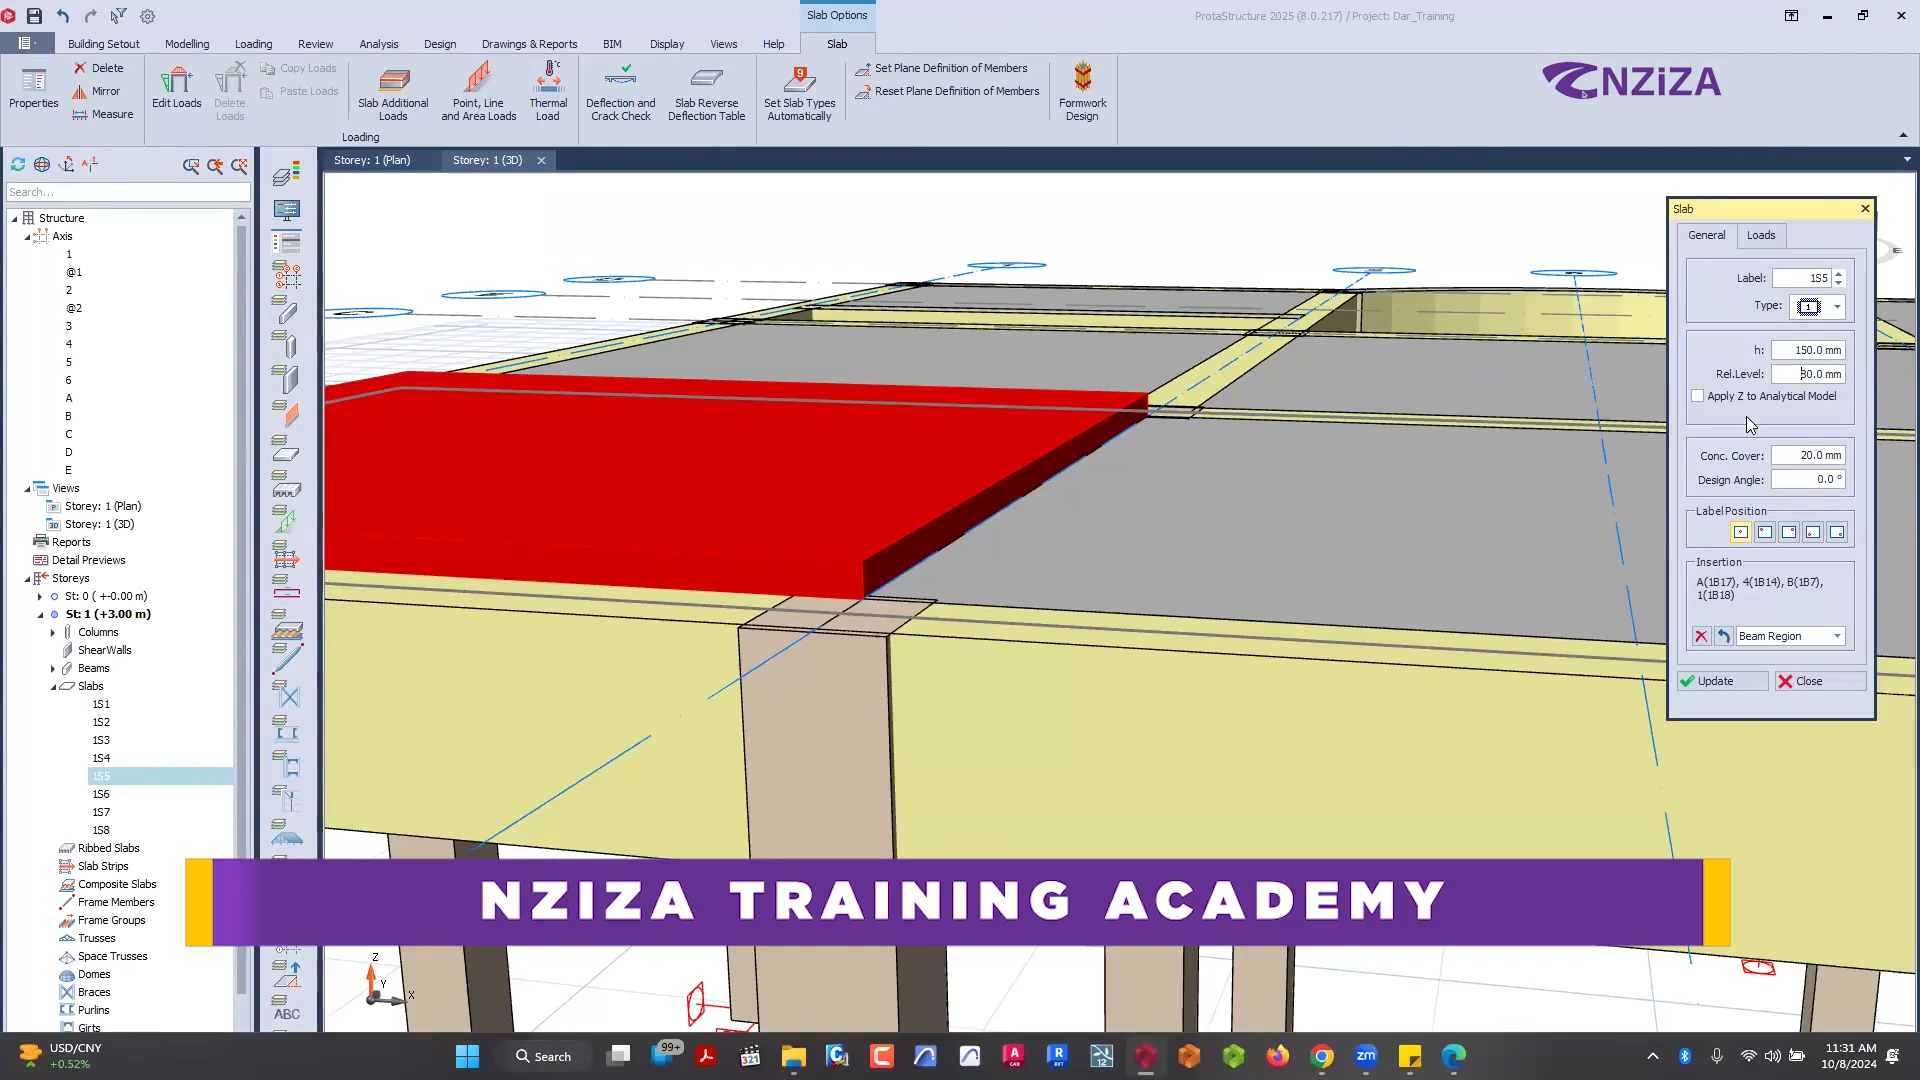 Slab Options
ProtaStructure 2025 (8.0.217) / Project: Dar_Training
Building Setout
Modelling
Loading
Review
Analysis
Design
Drawings & Reports
BIM
Display
Views
Help
Slab
Properties
Delete
Mirror
Measure
Edit Loads
Delete Loads
Copy Loads
Paste Loads
Slab Additional Loads
Point, Line and Area Loads
Thermal Load
Loading
Deflection and Crack Check
Slab Reverse Deflection Table
Set Slab Types Automatically
Set Plane Definition of Members
Reset Plane Definition of Members
Formwork Design
NZiZA
Storey: 1 (Plan)
Storey: 1 (3D)
Search...
Structure
Axis
1
@1
2
@2
3
4
5
6
A
B
C
D
E
Views
Storey: 1 (Plan)
Storey: 1 (3D)
Reports
Detail Previews
Storeys
St: 0 ( +-0.00 m)
St: 1 (+3.00 m)
Columns
ShearWalls
Beams
Slabs
1S1
1S2
1S3
1S4
1S5
1S6
1S7
1S8
Ribbed Slabs
Slab Strips
Composite Slabs
Frame Members
Frame Groups
Trusses
Space Trusses
Domes
Braces
Purlins
Girts
ABC
Slab
General
Loads
Label: 1S5
Type: 1
h: 150.0 mm
Rel.Level: 80.0 mm
Apply Z to Analytical Model
Conc. Cover: 20.0 mm
Design Angle: 0.0 °
Label Position
Insertion
A(1B17), 4(1B14), B(1B7),
1(1B18)
Beam Region
Update
Close
NZIZA TRAINING ACADEMY
Z
Y
X
USD/CNY
+0.52%
Search
99+
11:31 AM
10/8/2024